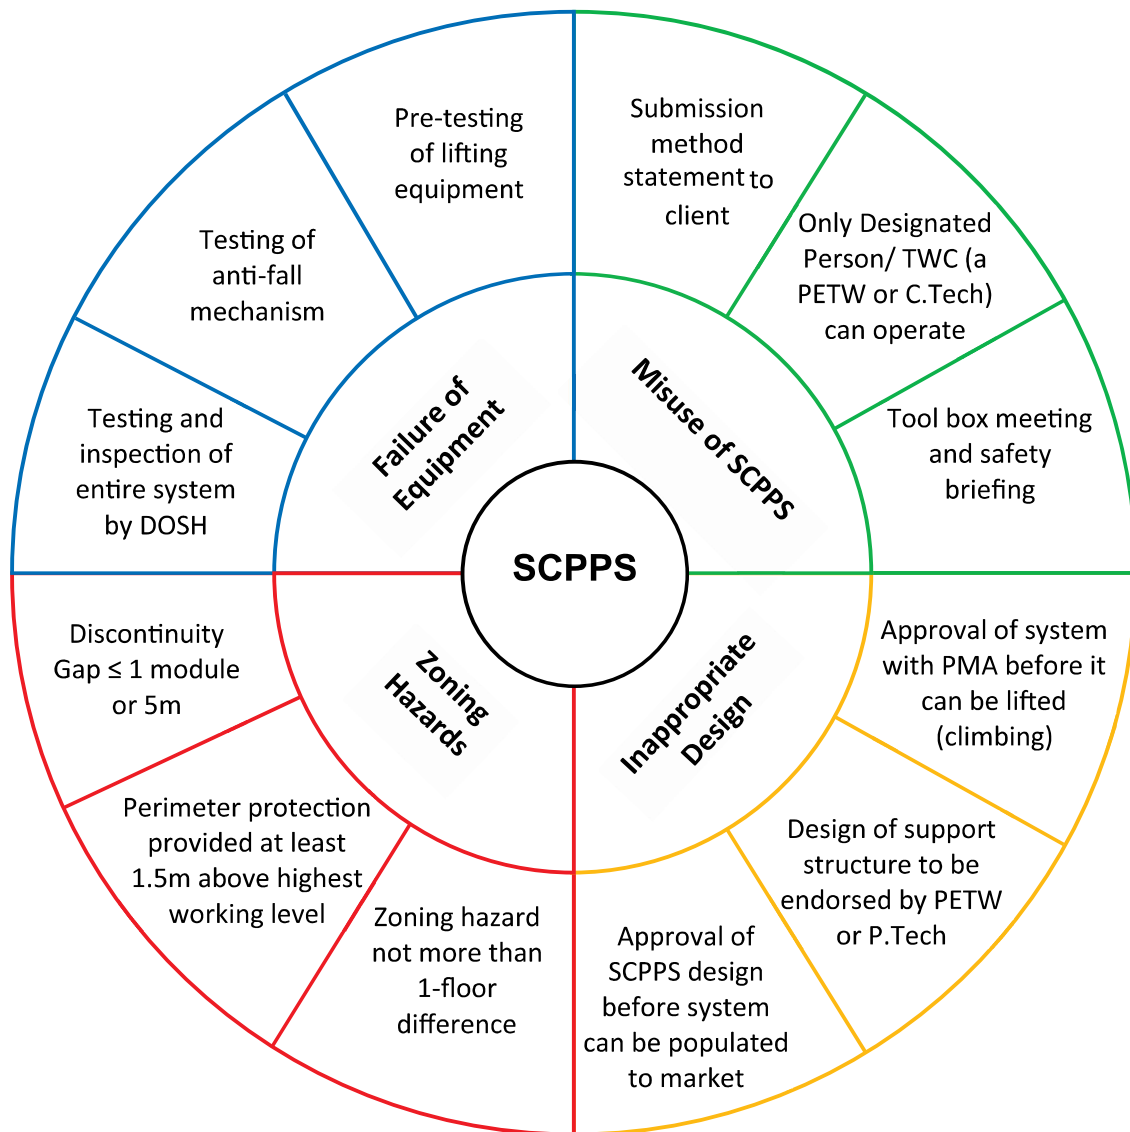 Pre-testing
of lifting
equipment
Submission
method
statement to
client
Testing of
anti-fall
mechanism
Only Designated
Person/ TWC (a
PETW or C.Tech)
can operate
Testing and
inspection of
entire system
by DOSH
Tool box meeting
and safety
briefing
Failure of
Equipment
Misuse of SCPPS
SCPPS
Zoning
Hazards
Inappropriate
Design
Discontinuity
Gap ≤ 1 module
or 5m
Approval of system
with PMA before it
can be lifted
(climbing)
Perimeter protection
provided at least
1.5m above highest
working level
Design of support
structure to be
endorsed by PETW
or P.Tech
Zoning hazard
not more than
1-floor
difference
Approval of
SCPPS design
before system
can be populated
to market